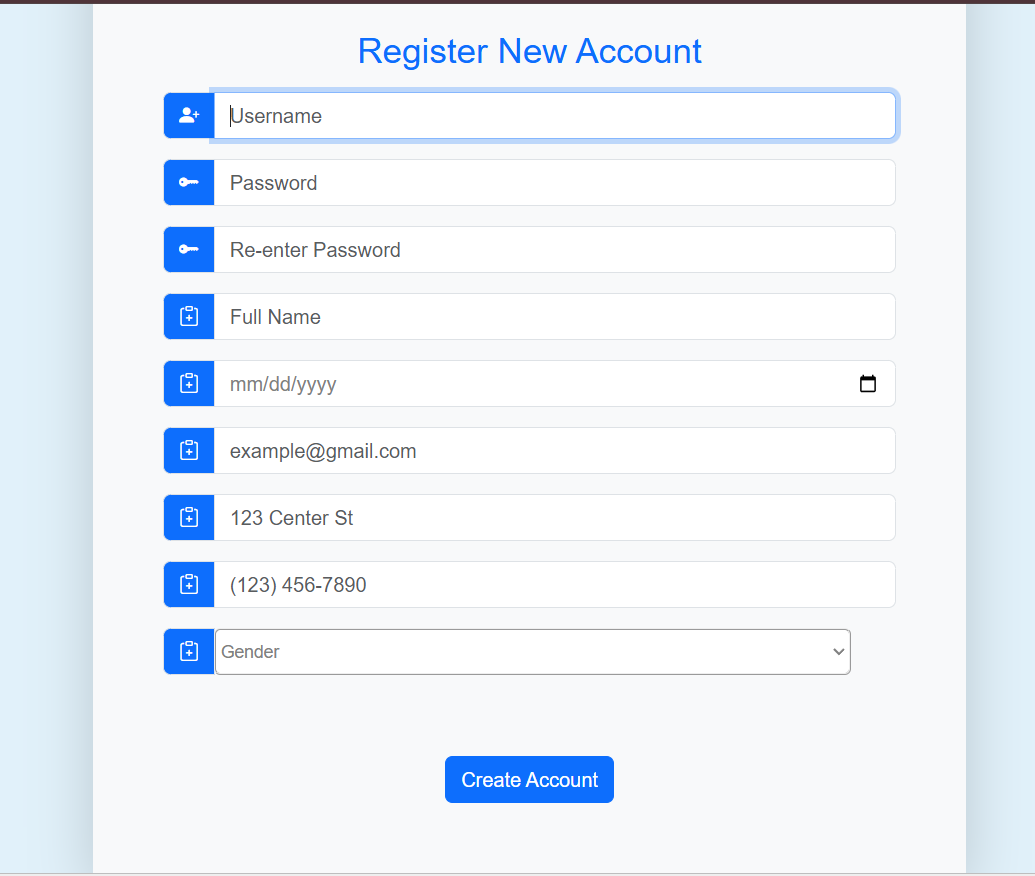 Register New Account
Username
Password
Re-enter Password
Full Name
mm/dd/yyyy
example@gmail.com
123 Center St
(123) 456-7890
Gender
Create Account